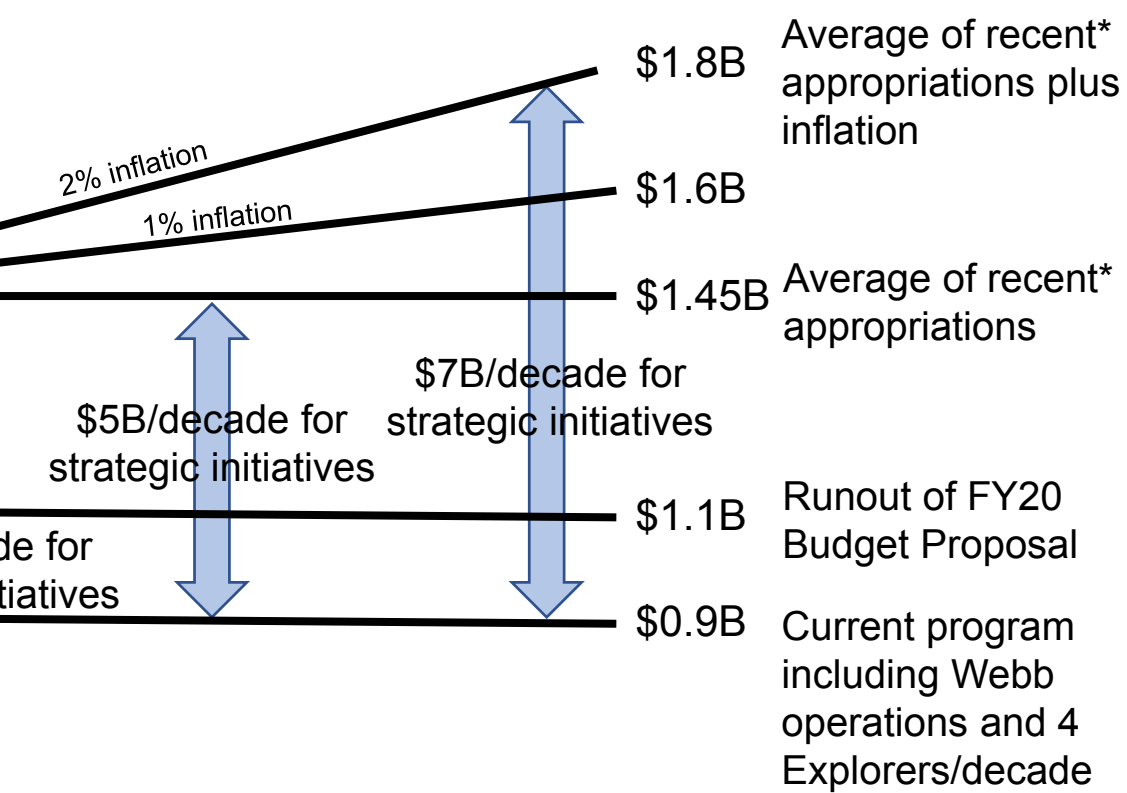 $1.8B
Average of recent*
appropriations plus
inflation
2% inflation
1% inflation
$1.6B
$1.45B
Average of recent*
appropriations
$7B/decade for
strategic initiatives
$5B/decade for
strategic initiatives
$1.1B
Runout of FY20
Budget Proposal
de for
tiatives
$0.9B
Current program
including Webb
operations and 4
Explorers/decade